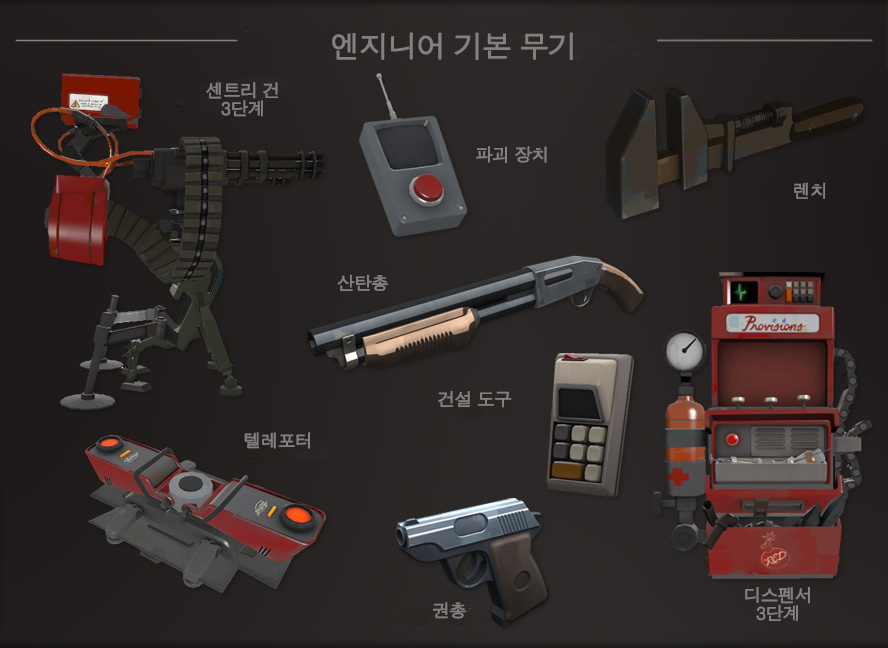 엔지니어 기본 무기
센트리 건
3단계
파괴 장치
렌치
산탄총
Provisions
건설 도구
텔레포터
권총
RED
디스펜서
3단계